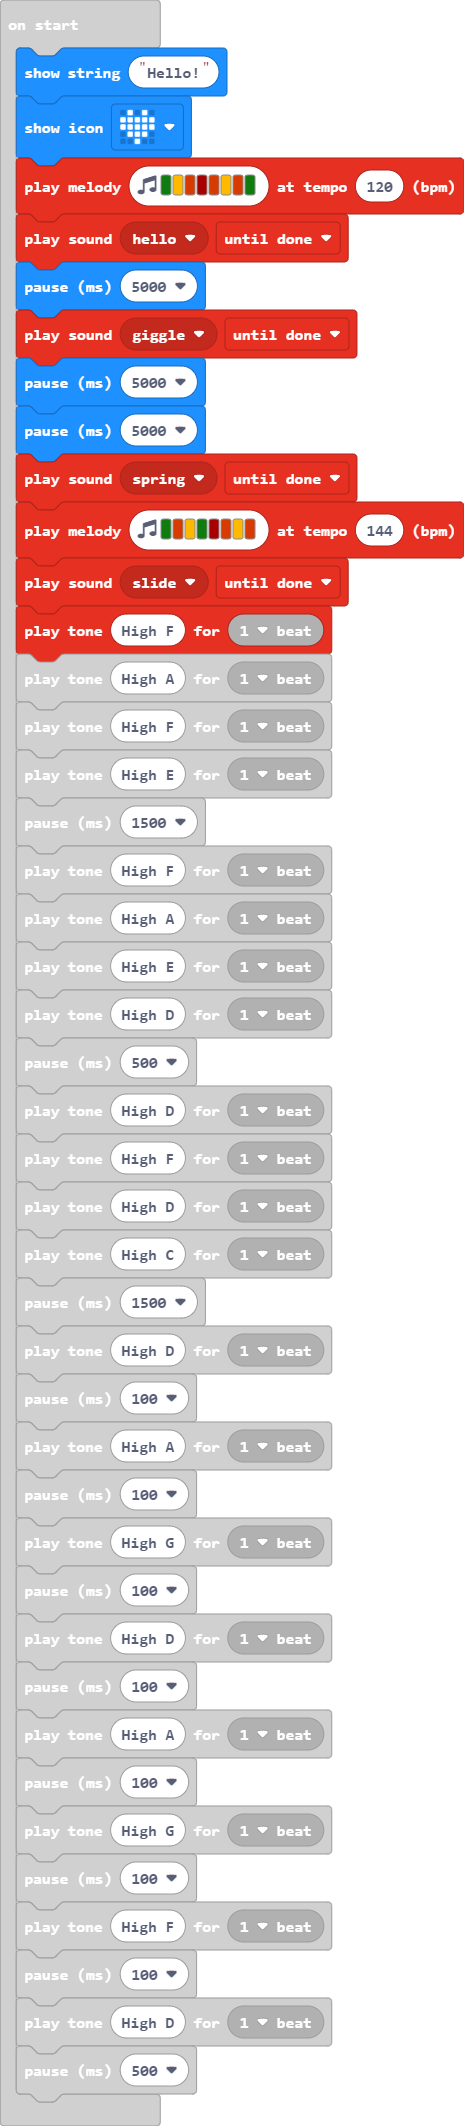 on start
show string "Hello!"
show icon
play melody at tempo 120 (bpm)
play sound hello until done
pause (ms) 5000
play sound giggle until done
pause (ms) 5000
pause (ms) 5000
play sound spring until done
play melody at tempo 144 (bpm)
play sound slide until done
play tone High F for 1 beat
play tone High A for 1 beat
play tone High F for 1 beat
play tone High E for 1 beat
pause (ms) 1500
play tone High F for 1 beat
play tone High A for 1 beat
play tone High E for 1 beat
play tone High D for 1 beat
pause (ms) 500
play tone High D for 1 beat
play tone High F for 1 beat
play tone High D for 1 beat
play tone High C for 1 beat
pause (ms) 1500
play tone High D for 1 beat
pause (ms) 100
play tone High A for 1 beat
pause (ms) 100
play tone High G for 1 beat
pause (ms) 100
play tone High D for 1 beat
pause (ms) 100
play tone High A for 1 beat
pause (ms) 100
play tone High G for 1 beat
pause (ms) 100
play tone High F for 1 beat
pause (ms) 100
play tone High D for 1 beat
pause (ms) 500